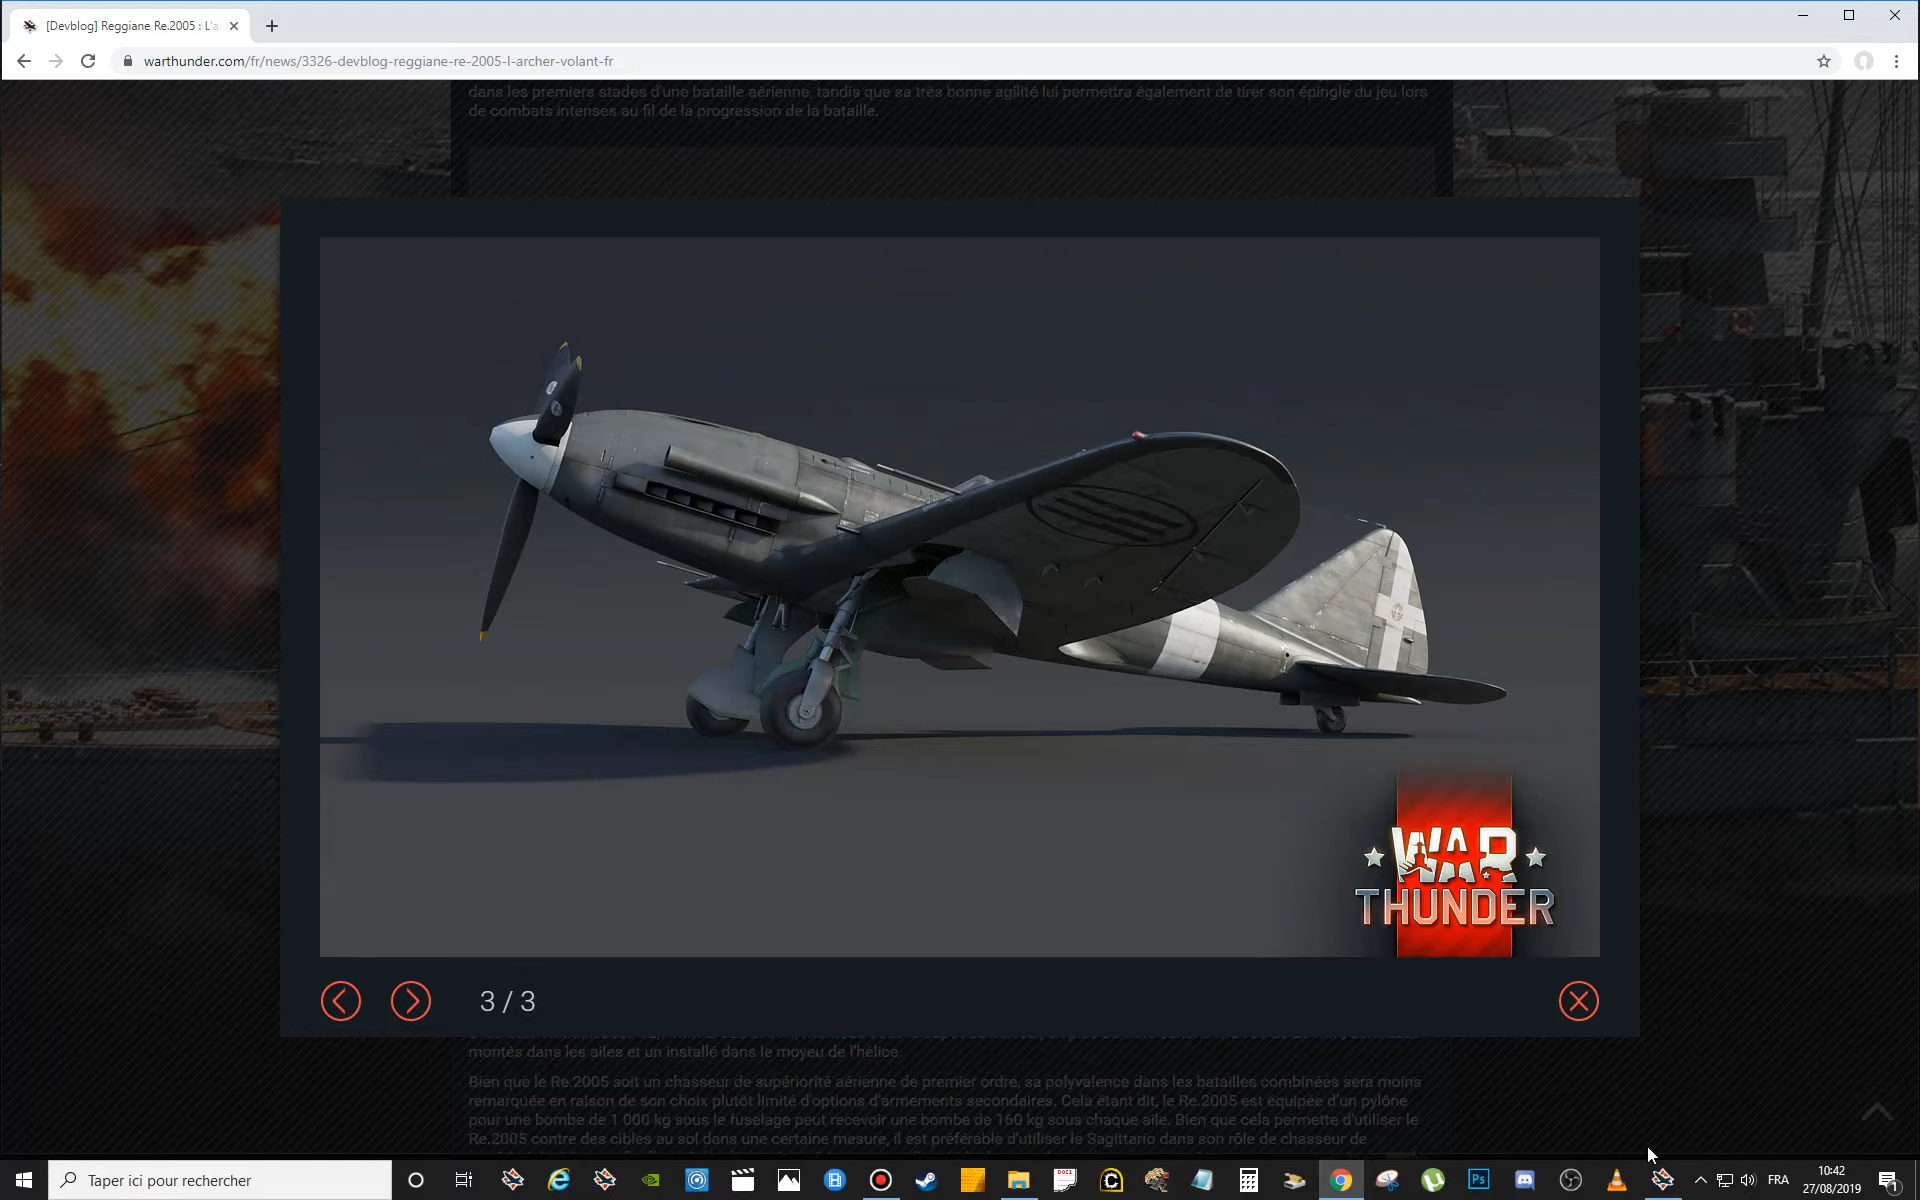 [Devblog] Reggiane Re.2005 : L'a
warthunder.com/fr/news/3326-devblog-reggiane-re-2005-l-archer-volant-fr
dans les premiers stades d'une bataille aérienne, tandis que sa très bonne agilité lui permettra également de tirer son épingle du jeu lors
de combats intenses au fil de la progression de la bataille.
WAR
THUNDER
3 / 3
montés dans les ailes et un installé dans le moyeu de l'hélice.
Bien que le Re.2005 soit un chasseur de supériorité aérienne de premier ordre, sa polyvalence dans les batailles combinées sera moins
remarquée en raison de son choix plutôt limité d'options d'armements secondaires. Cela étant dit, le Re.2005 est équipée d'un pylône
pour une bombe de 1 000 kg sous le fuselage peut recevoir une bombe de 160 kg sous chaque aile. Bien que cela permette d'utiliser le
Re.2005 contre des cibles au sol dans une certaine mesure, il est préférable d'utiliser le Sagittario dans son rôle de chasseur de
Taper ici pour rechercher
Ps
FRA
10:42
27/08/2019
1